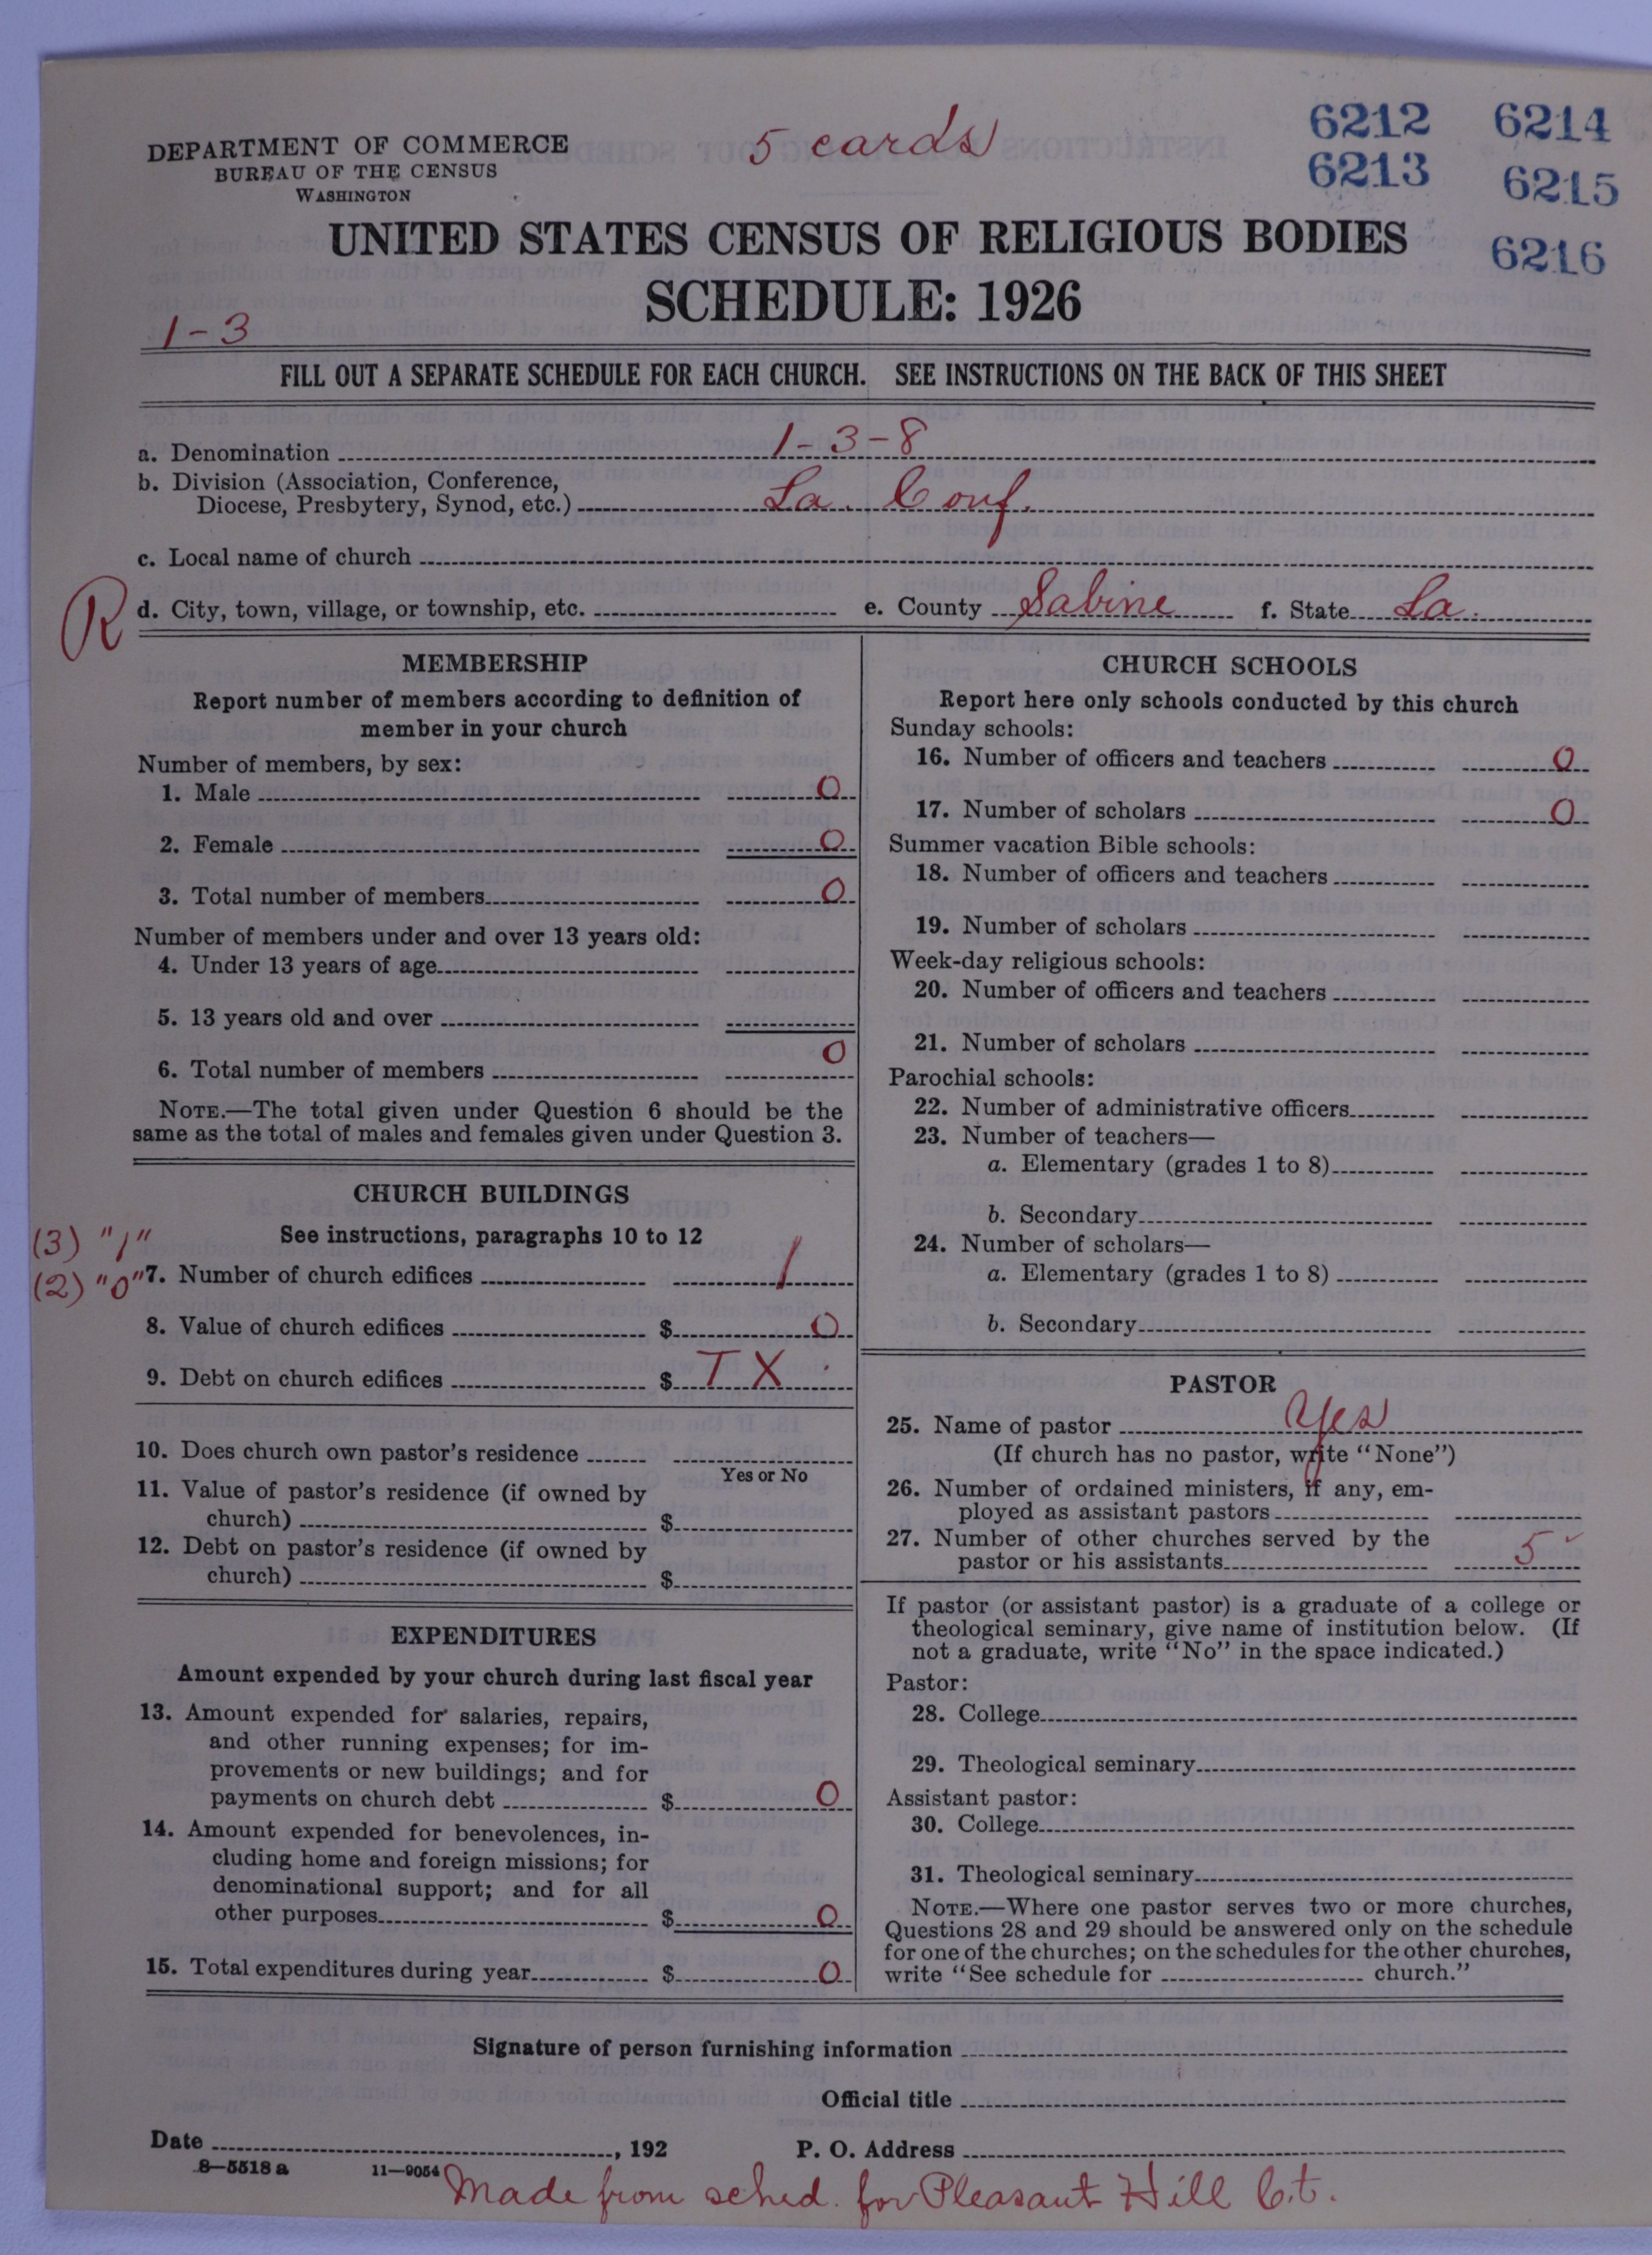 5 cards
6212 6214
6213 6215
6216
DEPARTMENT OF COMMERCE
BUREAU OF THE CENSUS
WASHINGTON
UNITED STATES CENSUS OF RELIGIOUS BODIES
SCHEDULE: 1926
1-3
FILL OUT A SEPARATE SCHEDULE FOR EACH CHURCH. SEE INSTRUCTIONS ON THE BACK OF THIS SHEET
a. Denomination 1-3-8
b. Division (Association, Conference,
Diocese, Presbytery, Synod, etc.) La. Conf.
c. Local name of church
R d. City, town, village, or township, etc. e. County Sabine f. State La.
MEMBERSHIP
Report number of members according to definition of
member in your church
Number of members, by sex:
1. Male 0
2. Female 0
3. Total number of members 0
Number of members under and over 13 years old:
4. Under 13 years of age
5. 13 years old and over
6. Total number of members 0
NOTE.—The total given under Question 6 should be the
same as the total of males and females given under Question 3.
CHURCH BUILDINGS
See instructions, paragraphs 10 to 12
(3) "1"
(2) "0" 7. Number of church edifices 1
8. Value of church edifices $ 0
9. Debt on church edifices $ T X
10. Does church own pastor's residence
Yes or No
11. Value of pastor's residence (if owned by
church) $
12. Debt on pastor's residence (if owned by
church) $
EXPENDITURES
Amount expended by your church during last fiscal year
13. Amount expended for salaries, repairs,
and other running expenses; for im-
provements or new buildings; and for
payments on church debt $ 0
14. Amount expended for benevolences, in-
cluding home and foreign missions; for
denominational support; and for all
other purposes $ 0
15. Total expenditures during year $ 0
CHURCH SCHOOLS
Report here only schools conducted by this church
Sunday schools:
16. Number of officers and teachers 0
17. Number of scholars 0
Summer vacation Bible schools:
18. Number of officers and teachers
19. Number of scholars
Week-day religious schools:
20. Number of officers and teachers
21. Number of scholars
Parochial schools:
22. Number of administrative officers
23. Number of teachers—
a. Elementary (grades 1 to 8)
b. Secondary
24. Number of scholars—
a. Elementary (grades 1 to 8)
b. Secondary
PASTOR
25. Name of pastor Yes
(If church has no pastor, write "None")
26. Number of ordained ministers, if any, em-
ployed as assistant pastors
27. Number of other churches served by the
pastor or his assistants 5
If pastor (or assistant pastor) is a graduate of a college or
theological seminary, give name of institution below. (If
not a graduate, write "No" in the space indicated.)
Pastor:
28. College
29. Theological seminary
Assistant pastor:
30. College
31. Theological seminary
NOTE.—Where one pastor serves two or more churches,
Questions 28 and 29 should be answered only on the schedule
for one of the churches; on the schedules for the other churches,
write "See schedule for church."
Signature of person furnishing information
Official title
Date , 192 P. O. Address
8—5518a 11—9054
Made from sched. for Pleasant Hill Ct.